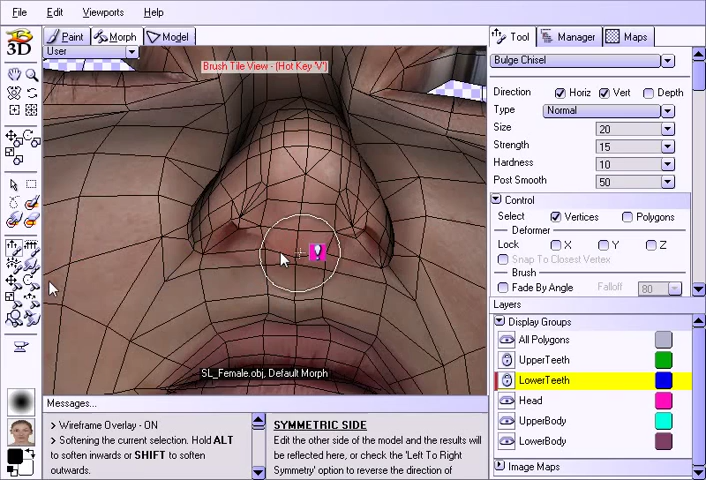 File Edit Viewports Help
3D
Paint Morph Model
Tool Manager Maps
User
Brush Tile View - (Hot Key 'V')
Bulge Chisel
Direction Horiz Vert Depth
Type Normal
Size 20
Strength 15
Hardness 10
Post Smooth 50
Control
Select Vertices Polygons
Deformer
Lock X Y Z
Snap To Closest Vertex
Brush
Fade By Angle Falloff 80
Layers
Display Groups
All Polygons
UpperTeeth
LowerTeeth
Head
UpperBody
LowerBody
Image Maps
SL_Female.obj, Default Morph
Messages...
> Wireframe Overlay - ON
> Softening the current selection. Hold ALT
to soften inwards or SHIFT to soften
outwards.
SYMMETRIC SIDE
Edit the other side of the model and the results will
be reflected here, or check the 'Left To Right
Symmetry' option to reverse the direction of